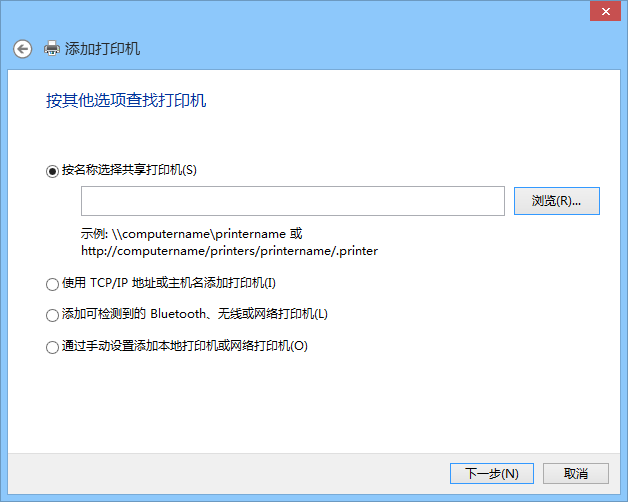 添加打印机
按其他选项查找打印机
按名称选择共享打印机(S)
浏览(R)...
示例: \\computername\printername 或
http://computername/printers/printername/.printer
使用 TCP/IP 地址或主机名添加打印机(I)
添加可检测到的 Bluetooth、无线或网络打印机(L)
通过手动设置添加本地打印机或网络打印机(O)
下一步(N)
取消